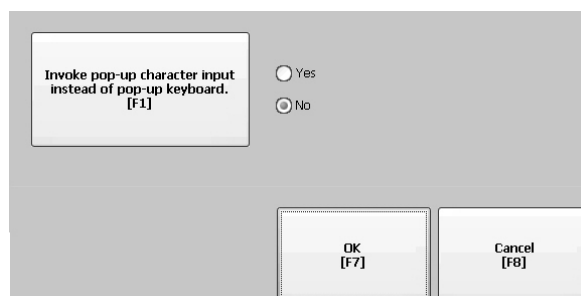 Invoke pop-up character input
instead of pop-up keyboard.
[F1]
Yes
No
OK
[F7]
Cancel
[F8]